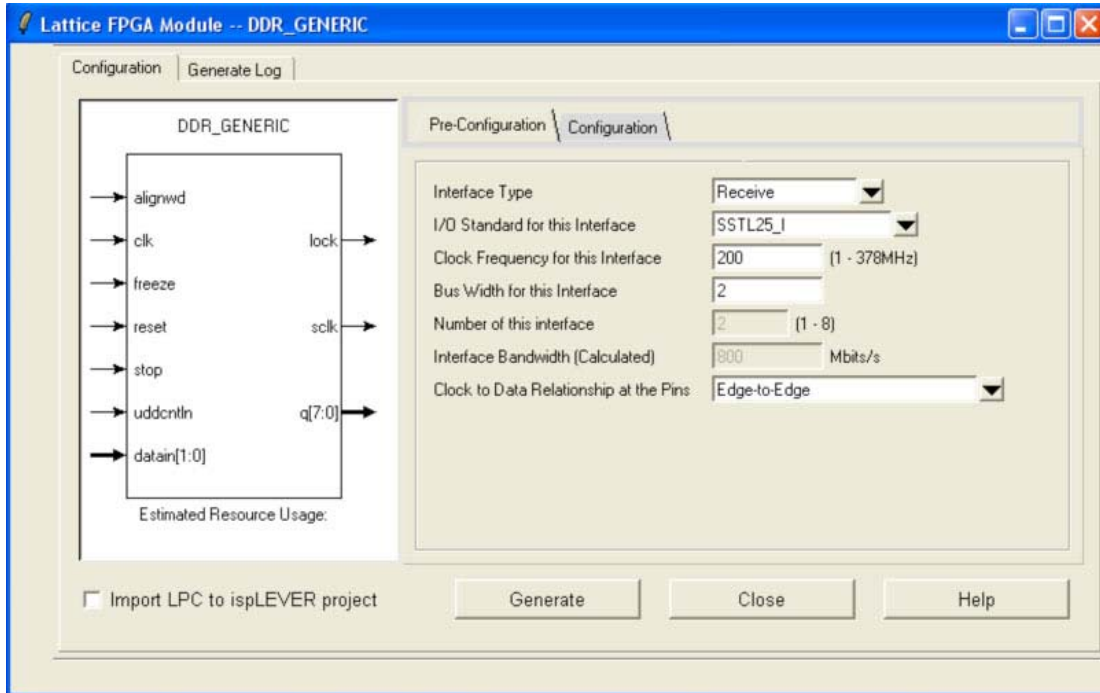 Lattice FPGA Module -- DDR_GENERIC
Configuration Generate Log
DDR_GENERIC
alignwd
clk lock
freeze
reset sclk
stop
uddcntln q[7:0]
datain[1:0]
Estimated Resource Usage:
Pre-Configuration Configuration
Interface Type Receive
I/O Standard for this Interface SSTL25_I
Clock Frequency for this Interface 200 (1 - 378MHz)
Bus Width for this Interface 2
Number of this interface 2 (1 - 8)
Interface Bandwidth (Calculated) 800 Mbits/s
Clock to Data Relationship at the Pins Edge-to-Edge
Import LPC to ispLEVER project Generate Close Help